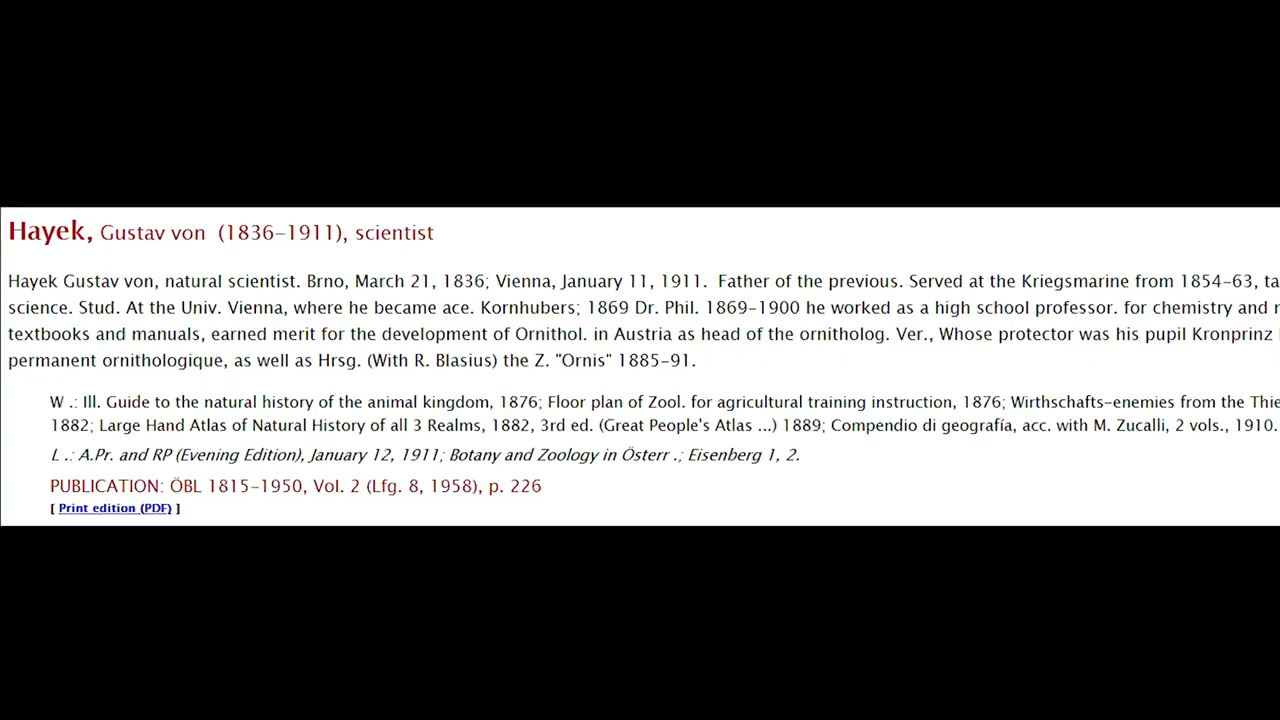 Hayek, Gustav von (1836–1911), scientist
Hayek Gustav von, natural scientist. Brno, March 21, 1836; Vienna, January 11, 1911. Father of the previous. Served at the Kriegsmarine from 1854–63, ta
science. Stud. At the Univ. Vienna, where he became ace. Kornhubers; 1869 Dr. Phil. 1869–1900 he worked as a high school professor. for chemistry and
textbooks and manuals, earned merit for the development of Ornithol. in Austria as head of the ornitholog. Ver., Whose protector was his pupil Kronprinz
permanent ornithologique, as well as Hrsg. (With R. Blasius) the Z. "Ornis" 1885–91.
W .: Ill. Guide to the natural history of the animal kingdom, 1876; Floor plan of Zool. for agricultural training instruction, 1876; Wirthschafts-enemies from the Thie
1882; Large Hand Atlas of Natural History of all 3 Realms, 1882, 3rd ed. (Great People's Atlas ...) 1889; Compendio di geografía, acc. with M. Zucalli, 2 vols., 1910.
L .: A.Pr. and RP (Evening Edition), January 12, 1911; Botany and Zoology in Österr .; Eisenberg 1, 2.
PUBLICATION: ÖBL 1815–1950, Vol. 2 (Lfg. 8, 1958), p. 226
[ Print edition (PDF) ]